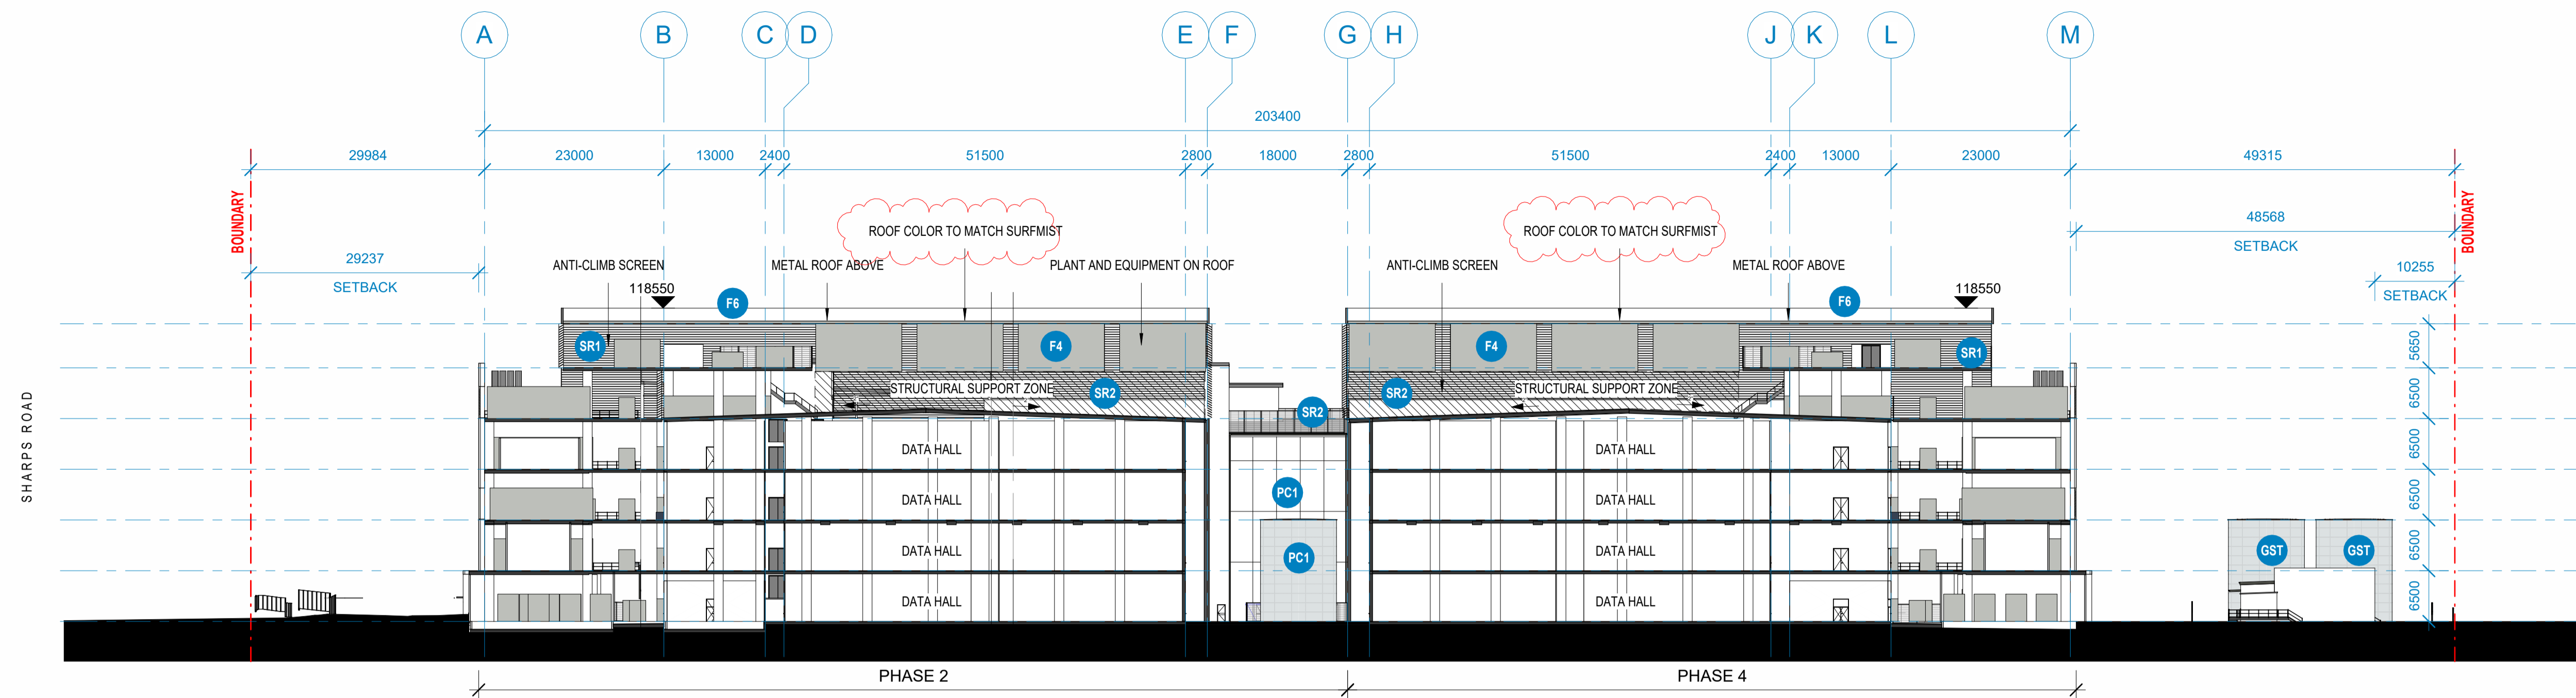 A B C D E F G H J K L M
203400
29984 23000 13000 2400 51500 2800 18000 2800 51500 2400 13000 23000 49315
BOUNDARY
BOUNDARY
48568
SETBACK
ROOF COLOR TO MATCH SURFMIST
ROOF COLOR TO MATCH SURFMIST
29237
SETBACK
10255
SETBACK
ANTI-CLIMB SCREEN METAL ROOF ABOVE PLANT AND EQUIPMENT ON ROOF ANTI-CLIMB SCREEN METAL ROOF ABOVE
118550 118550
F6 F6
SR1 F4 F4 SR1
5650
STRUCTURAL SUPPORT ZONE SR2 SR2 STRUCTURAL SUPPORT ZONE
6500
SR2
SHARPS ROAD
DATA HALL DATA HALL
6500
PC1
DATA HALL DATA HALL
6500
DATA HALL PC1 DATA HALL GST GST
6500
DATA HALL DATA HALL
6500
PHASE 2 PHASE 4